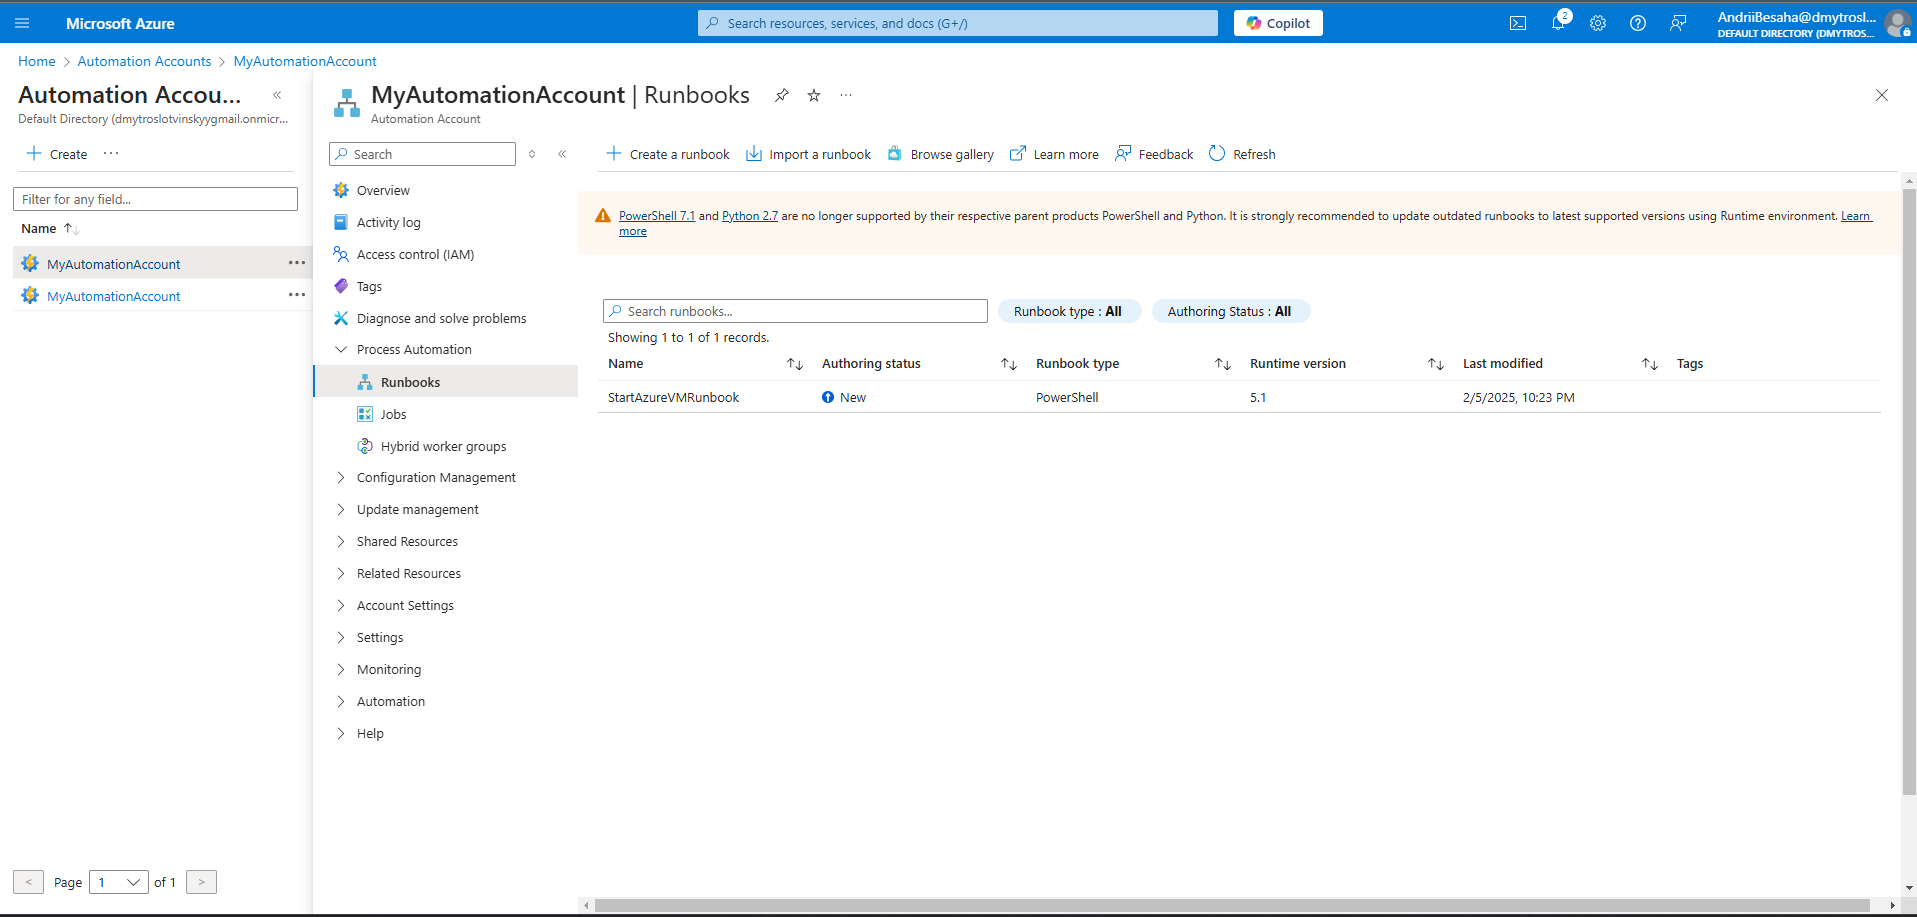 Microsoft Azure
Search resources, services, and docs (G+/)
Copilot
2
AndriiBesaha@dmytrosl...
DEFAULT DIRECTORY (DMYTROS...
Home > Automation Accounts > MyAutomationAccount
Automation Accou...
Default Directory (dmytroslotvinskyygmail.onmicr...
Create
Filter for any field...
Name
MyAutomationAccount
MyAutomationAccount
< Page 1 of 1 >
MyAutomationAccount | Runbooks
Automation Account
Search
Overview
Activity log
Access control (IAM)
Tags
Diagnose and solve problems
Process Automation
Runbooks
Jobs
Hybrid worker groups
Configuration Management
Update management
Shared Resources
Related Resources
Account Settings
Settings
Monitoring
Automation
Help
Create a runbook Import a runbook Browse gallery Learn more Feedback Refresh
PowerShell 7.1 and Python 2.7 are no longer supported by their respective parent products PowerShell and Python. It is strongly recommended to update outdated runbooks to latest supported versions using Runtime environment. Learn
more
Search runbooks... Runbook type : All Authoring Status : All
Showing 1 to 1 of 1 records.
Name Authoring status Runbook type Runtime version Last modified Tags
StartAzureVMRunbook New PowerShell 5.1 2/5/2025, 10:23 PM